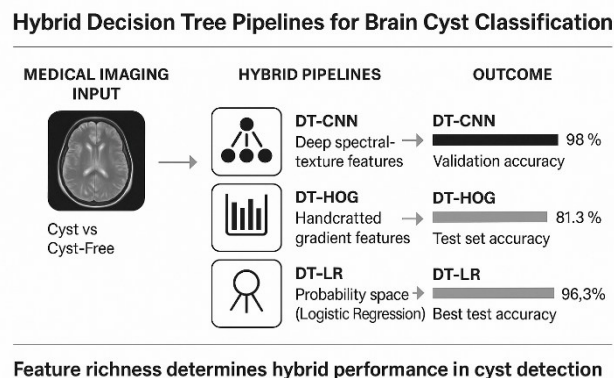 Hybrid Decision Tree Pipelines for Brain Cyst Classification
MEDICAL IMAGING
INPUT
Cyst vs
Cyst-Free
HYBRID PIPELINES
DT-CNN
Deep spectral-
texture features
DT-HOG
Handcratted
gradient features
DT-LR
Probability space
(Logistic Regression)
OUTCOME
DT-CNN
98 %
Validation accuracy
DT-HOG
81.3 %
Test set accuracy
DT-LR
96,3%
Best test accuracy
Feature richness determines hybrid performance in cyst detection